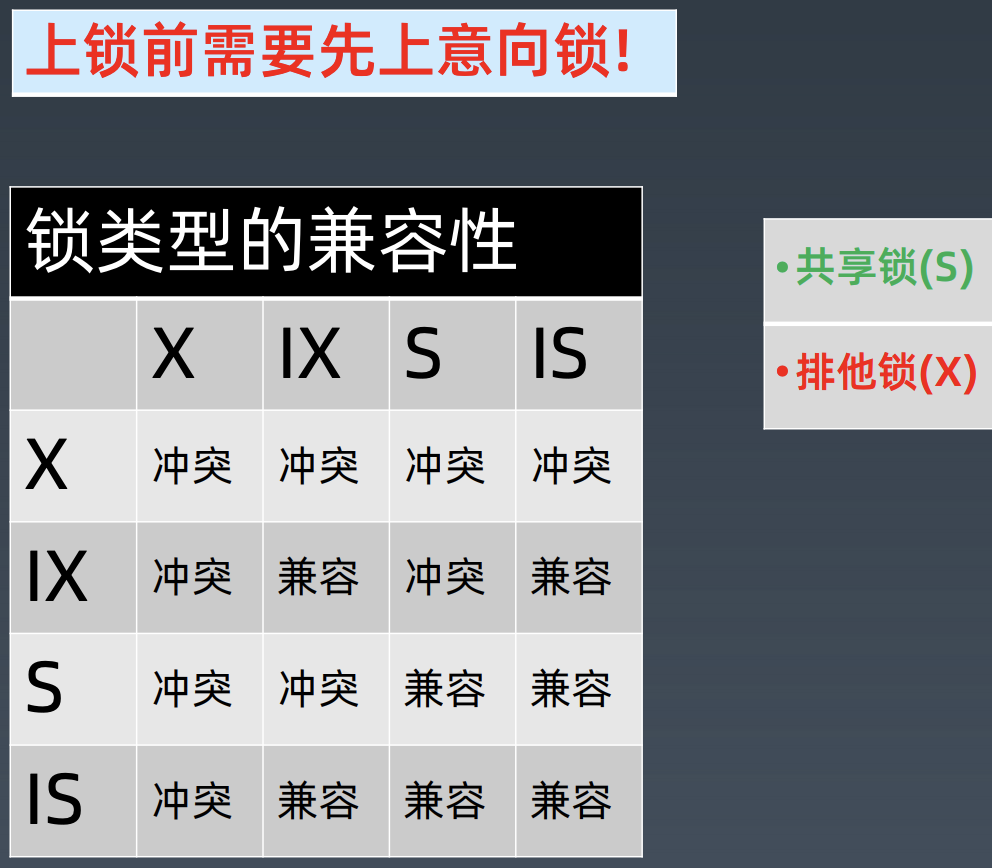 上锁前需要先上意向锁!
锁类型的兼容性
X IX S IS
X 冲突 冲突 冲突 冲突
IX 冲突 兼容 冲突 兼容
S 冲突 冲突 兼容 兼容
IS 冲突 兼容 兼容 兼容
•共享锁(S)
•排他锁(X)